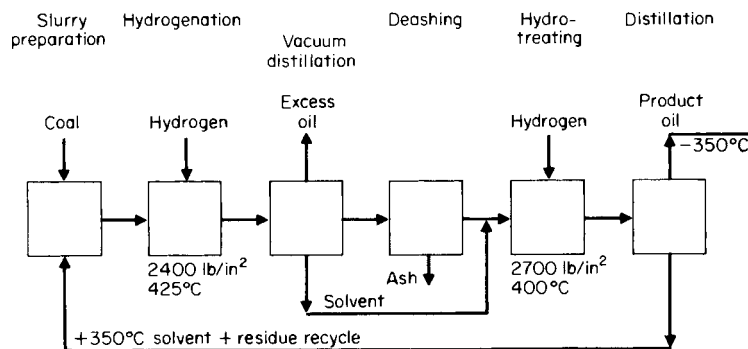 Slurry
preparation
Hydrogenation
Vacuum
distillation
Deashing
Hydro-
treating
Distillation
Coal
Hydrogen
Excess
oil
Hydrogen
Product
oil
−350°C
2400 lb/in²
425°C
Solvent
Ash
2700 lb/in²
400°C
+350°C solvent + residue recycle